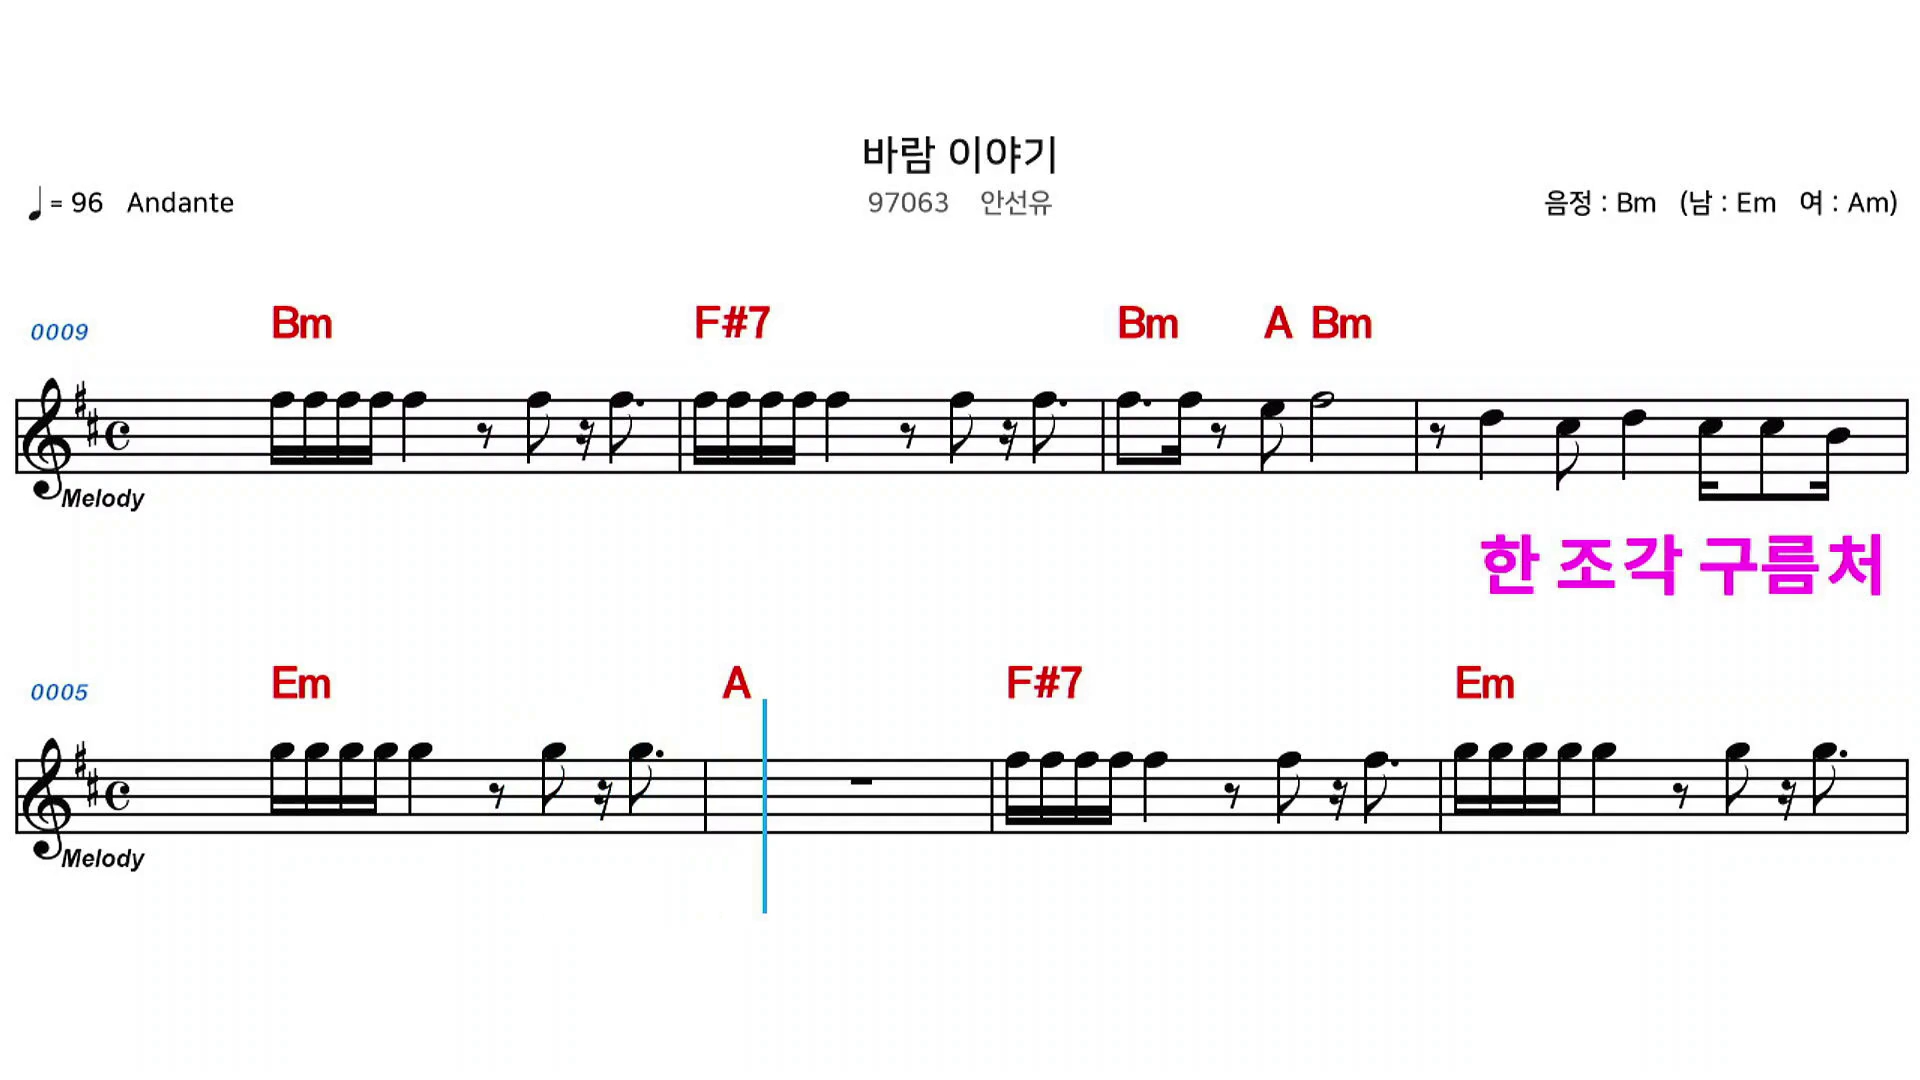 바람 이야기
♩= 96 Andante
97063 안선유
음정 : Bm (남 : Em 여 : Am)
0009 Bm F#7 Bm A Bm
Melody
한 조각 구름처
0005 Em A F#7 Em
Melody